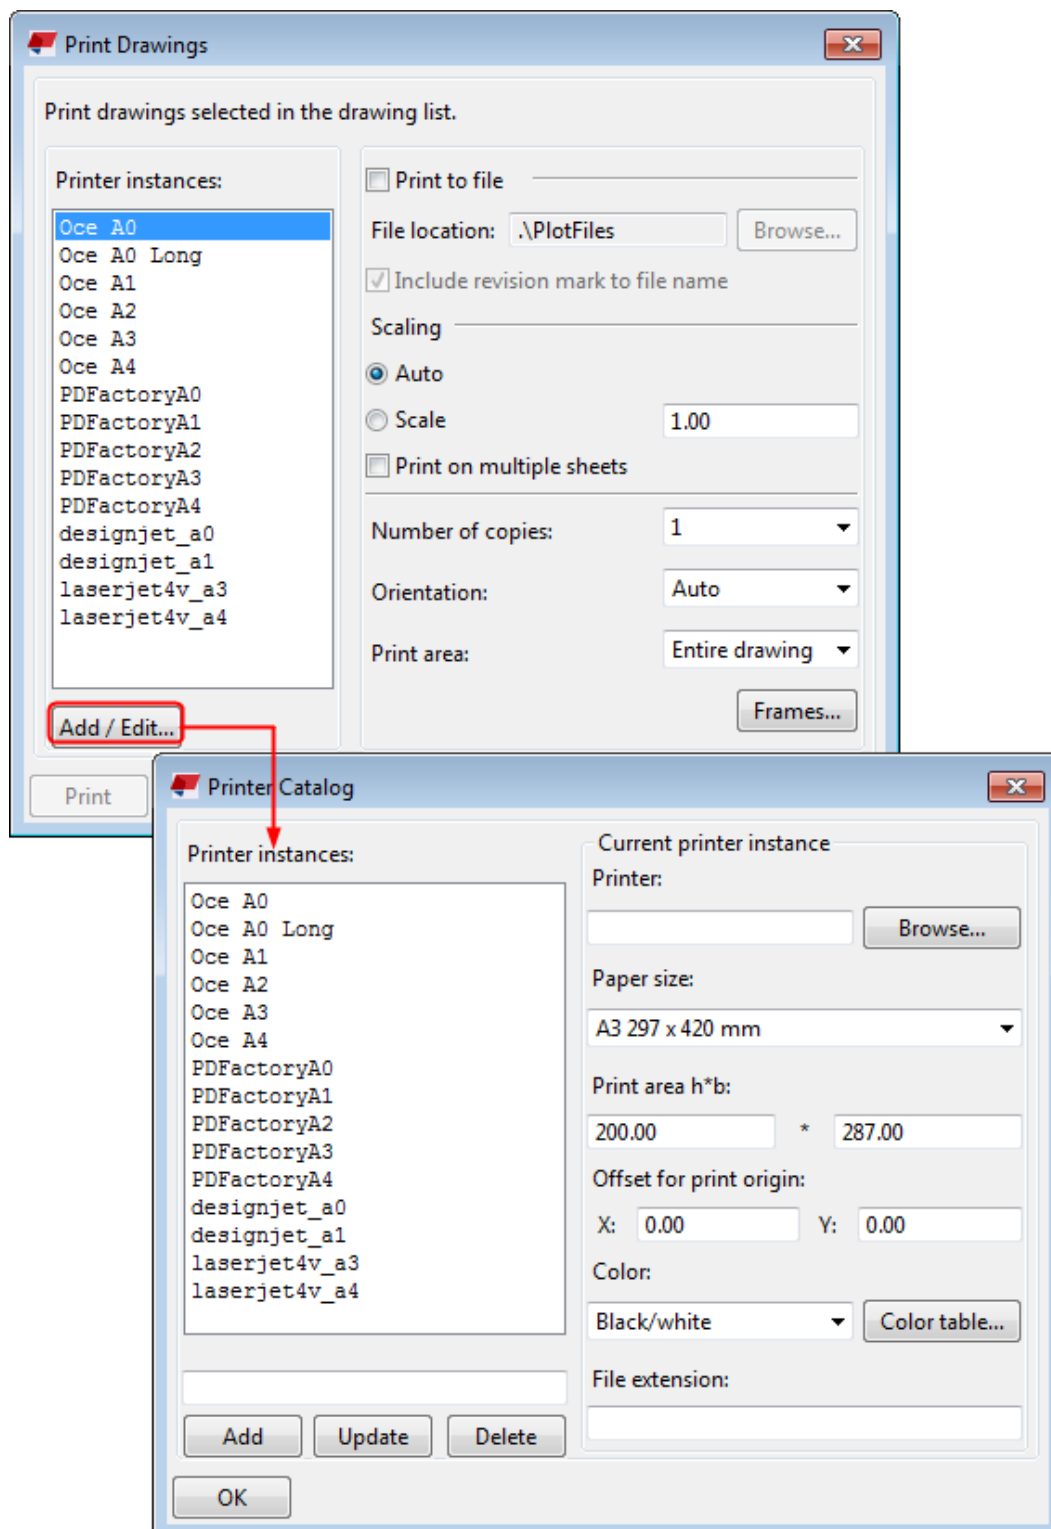 Print Drawings
Print drawings selected in the drawing list.
Printer instances:
Oce A0
Oce A0 Long
Oce A1
Oce A2
Oce A3
Oce A4
PDFactoryA0
PDFactoryA1
PDFactoryA2
PDFactoryA3
PDFactoryA4
designjet_a0
designjet_a1
laserjet4v_a3
laserjet4v_a4
Add / Edit...
Print to file
File location: .\PlotFiles Browse...
Include revision mark to file name
Scaling
Auto
Scale 1.00
Print on multiple sheets
Number of copies: 1
Orientation: Auto
Print area: Entire drawing
Frames...
Print
Printer Catalog
Printer instances:
Oce A0
Oce A0 Long
Oce A1
Oce A2
Oce A3
Oce A4
PDFactoryA0
PDFactoryA1
PDFactoryA2
PDFactoryA3
PDFactoryA4
designjet_a0
designjet_a1
laserjet4v_a3
laserjet4v_a4
Add Update Delete
OK
Current printer instance
Printer:
Browse...
Paper size:
A3 297 x 420 mm
Print area h*b:
200.00 * 287.00
Offset for print origin:
X: 0.00 Y: 0.00
Color:
Black/white Color table...
File extension: